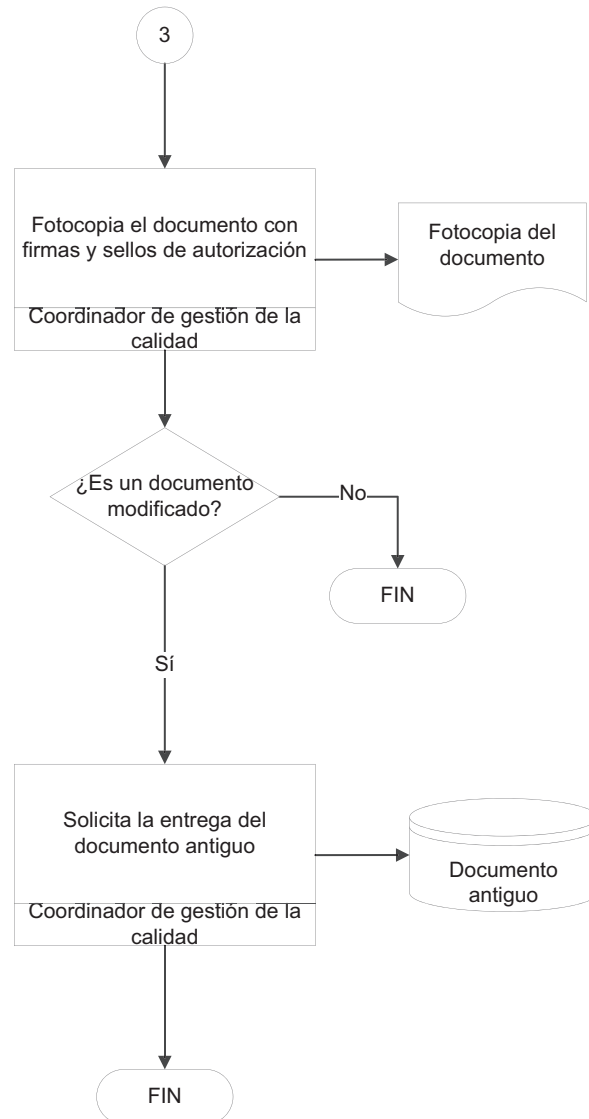 3
Fotocopia el documento con
firmas y sellos de autorización
Fotocopia del
documento
Coordinador de gestión de la
calidad
¿Es un documento
modificado?
No
FIN
Sí
Solicita la entrega del
documento antiguo
Documento
antiguo
Coordinador de gestión de la
calidad
FIN